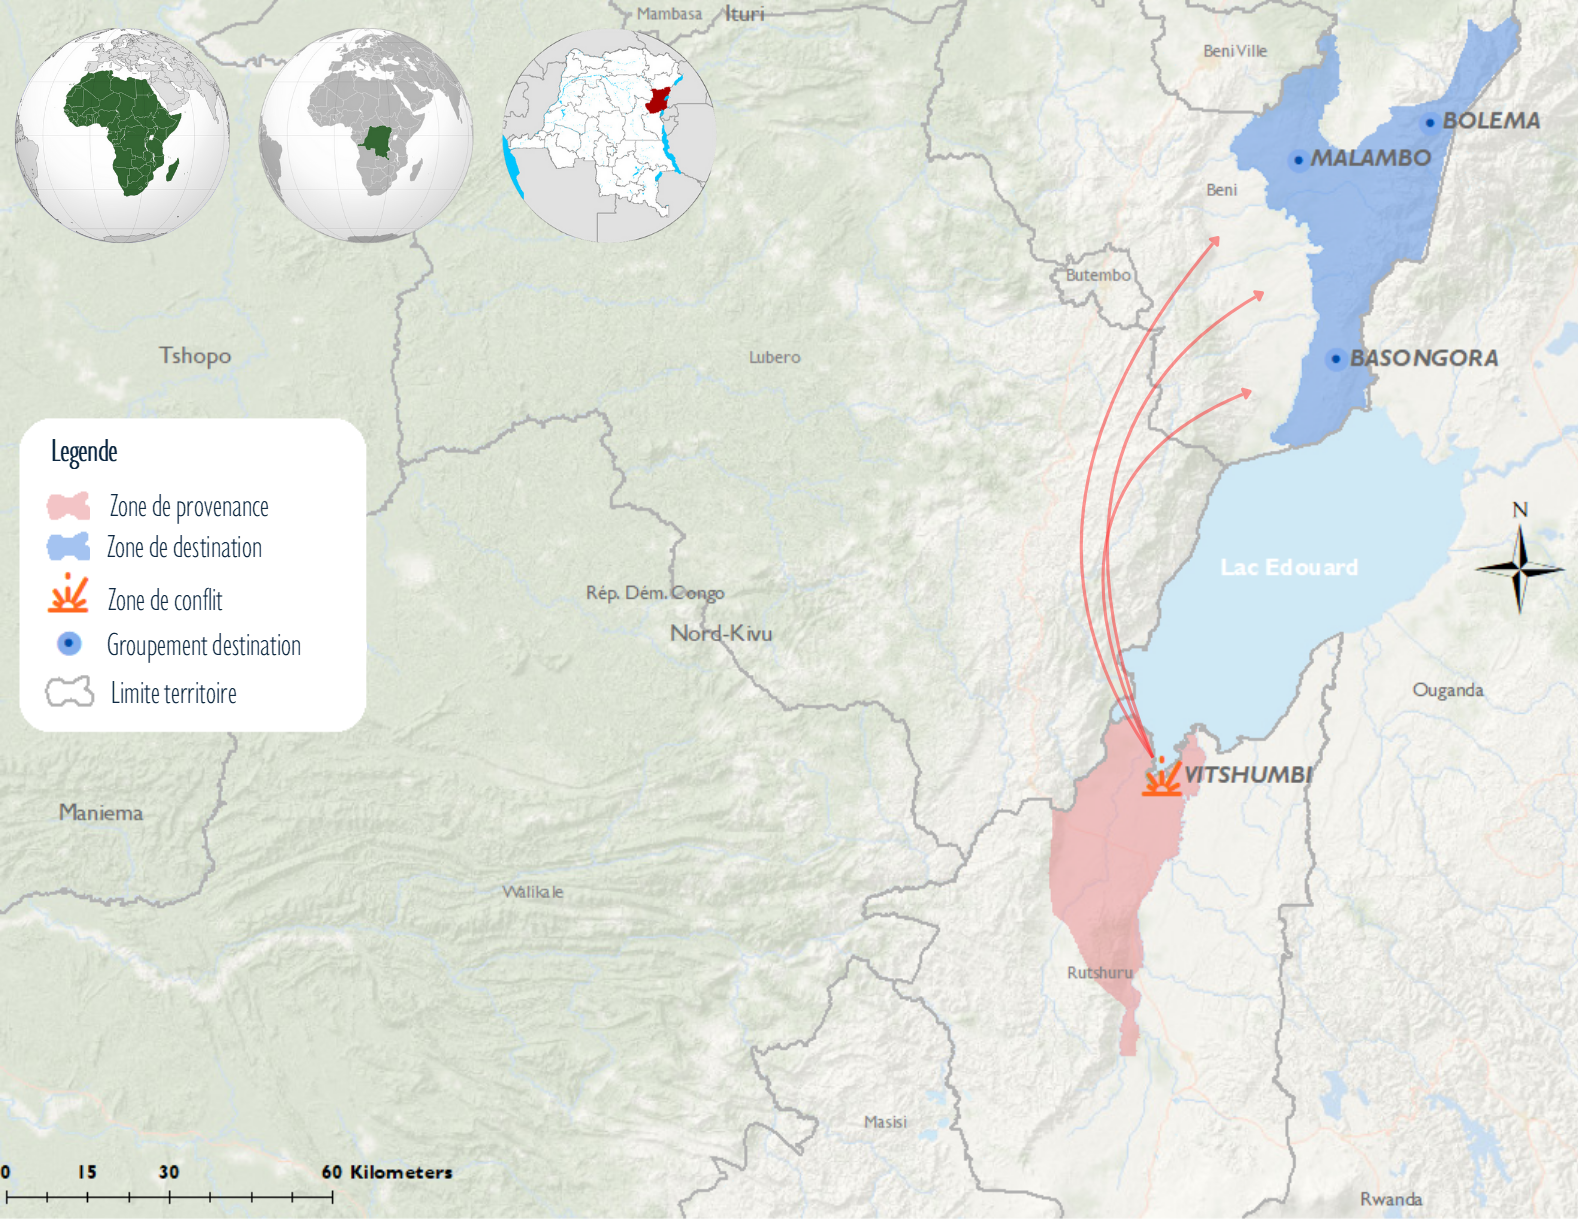 Mambasa
Ituri
Beni Ville
BOLEMA
MALAMBO
Beni
Butembo
Tshopo
Lubero
BASONGORA
Legende
Zone de provenance
Zone de destination
Zone de conflit
Groupement destination
Limite territoire
N
Lac Edouard
Rép. Dém. Congo
Nord-Kivu
Ouganda
VITSHUMBI
Maniema
Walikale
Rutshuru
Masisi
0 15 30 60 Kilometers
Rwanda